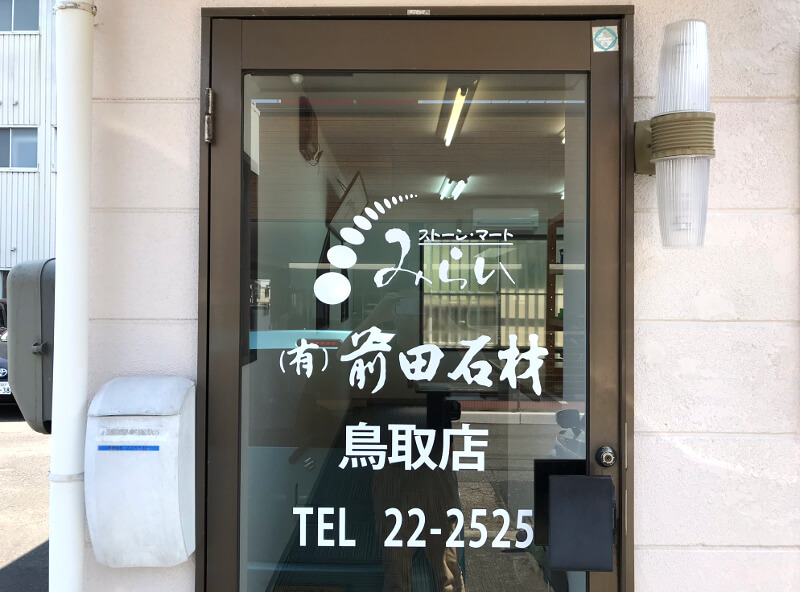 ストーン・マート
みらい
(有)前田石材
鳥取店
TEL 22-2525